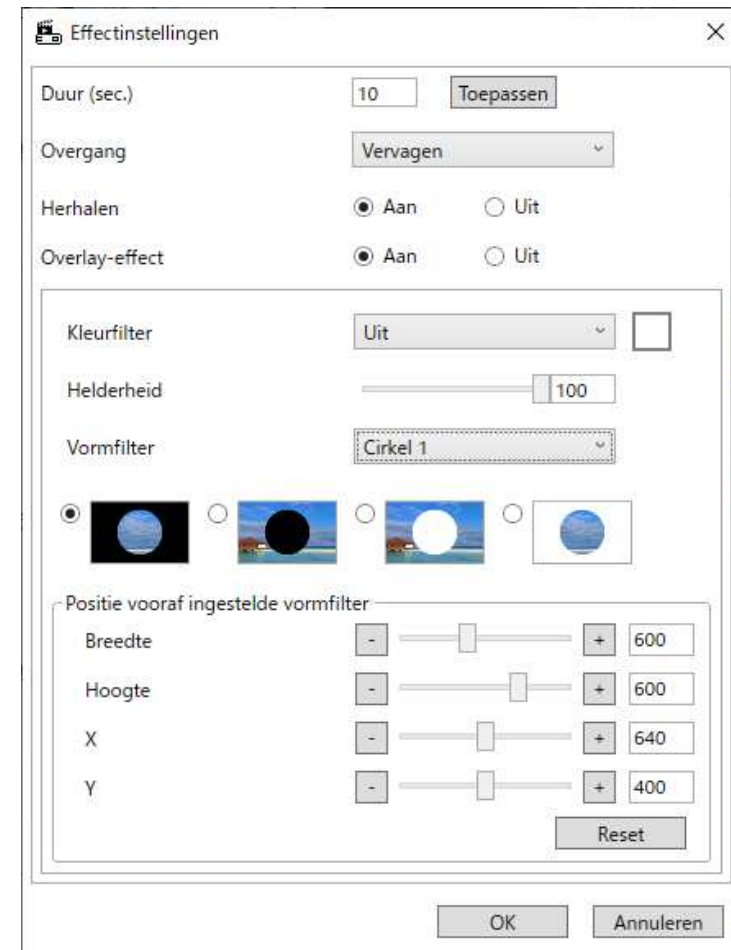 Effectinstellingen
Duur (sec.) 10 Toepassen
Overgang Vervagen
Herhalen Aan Uit
Overlay-effect Aan Uit
Kleurfilter Uit
Helderheid 100
Vormfilter Cirkel 1
Positie vooraf ingestelde vormfilter
Breedte - + 600
Hoogte - + 600
X - + 640
Y - + 400
Reset
OK Annuleren